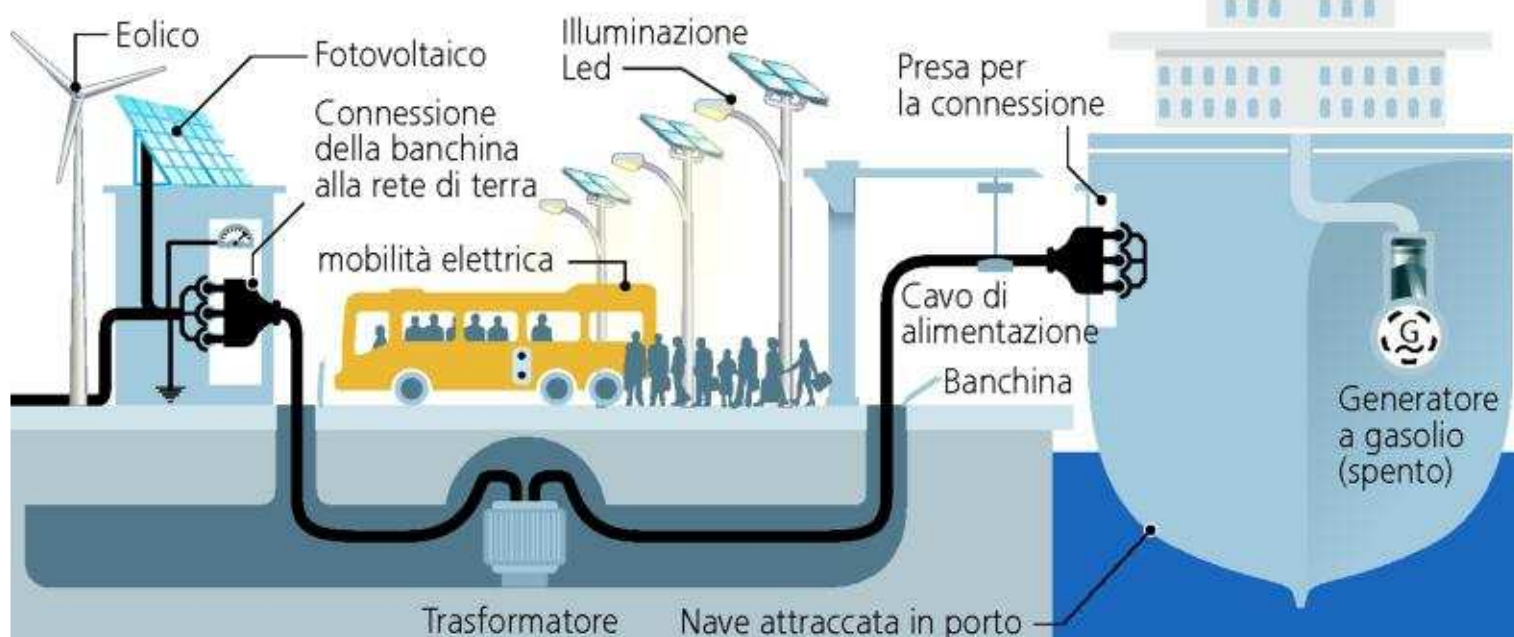 Eolico
Fotovoltaico
Connessione
della banchina
alla rete di terra
mobilità elettrica
Illuminazione
Led
Presa per
la connessione
Cavo di
alimentazione
Banchina
G
Generatore
a gasolio
(spento)
Trasformatore
Nave attraccata in porto